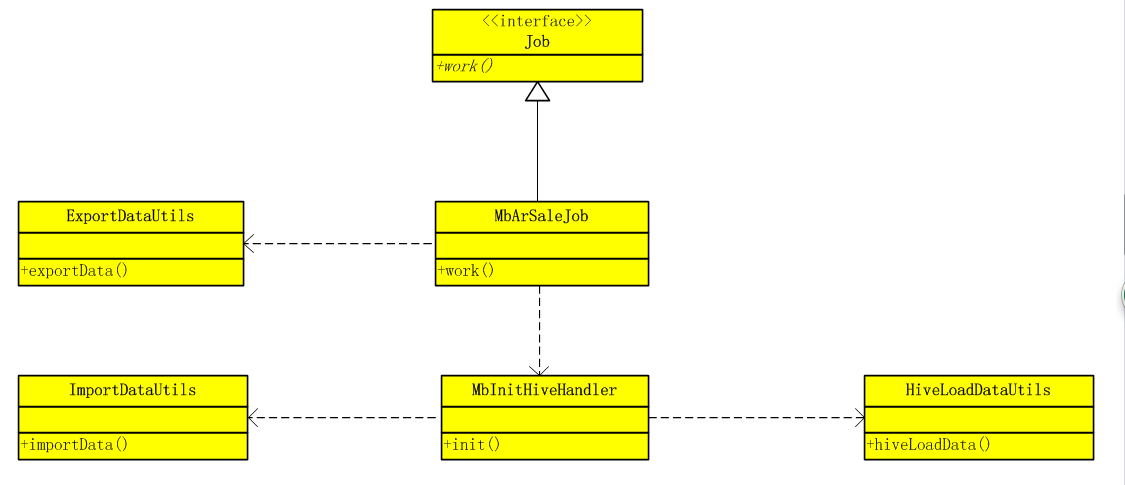 <<interface>>
Job
+work()
ExportDataUtils
+exportData()
MbArSaleJob
+work()
ImportDataUtils
+importData()
MbInitHiveHandler
+init()
HiveLoadDataUtils
+hiveLoadData()